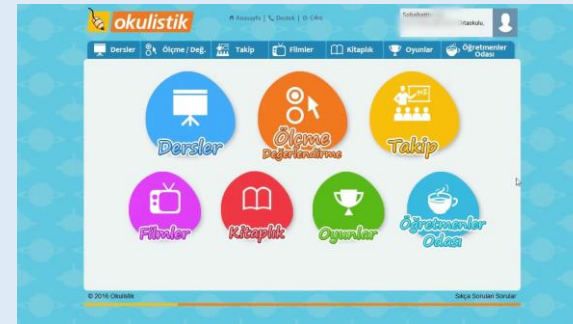 okulistik
Anasayfa | Destek | Çıkış
Ortaokulu,
Dersler Ölçme / Değ. Takip Filmler Kitaplık Oyunlar Öğretmenler
Odası
Dersler
Ölçme
Değerlendirme
Takip
Filmler
Kitaplık
Oyunlar
Öğretmenler
Odası
© 2016 Okulistik
Sıkça Sorulan Sorular